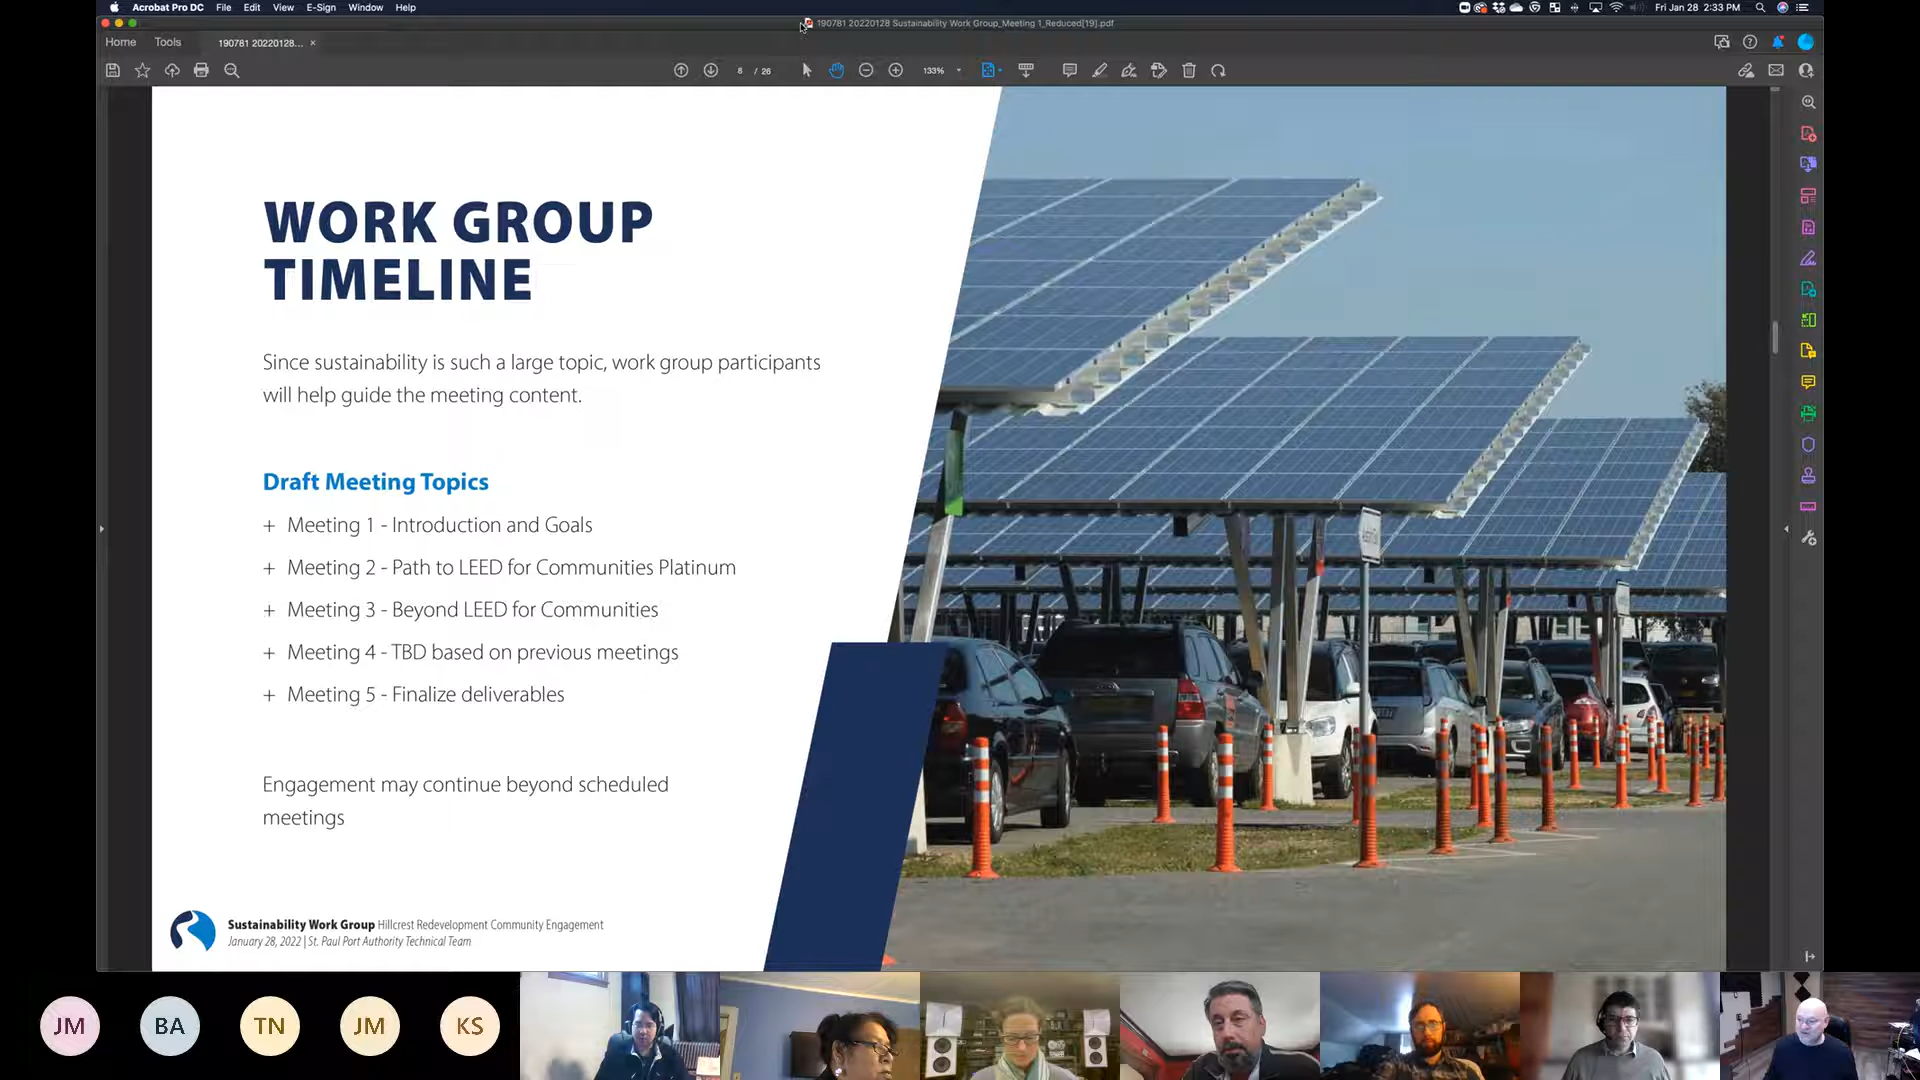 Acrobat Pro DC File Edit View E-Sign Window Help
Fri Jan 28 2:33 PM
190781 20220128 Sustainability Work Group_Meeting 1_Reduced[19].pdf
Home Tools 190781 20220128... ×
8 / 26
133%
WORK GROUP
TIMELINE
Since sustainability is such a large topic, work group participants
will help guide the meeting content.
Draft Meeting Topics
+ Meeting 1 - Introduction and Goals
+ Meeting 2 - Path to LEED for Communities Platinum
+ Meeting 3 - Beyond LEED for Communities
+ Meeting 4 - TBD based on previous meetings
+ Meeting 5 - Finalize deliverables
Engagement may continue beyond scheduled
meetings
Sustainability Work Group Hillcrest Redevelopment Community Engagement
January 28, 2022 | St. Paul Port Authority Technical Team
JM BA TN JM KS